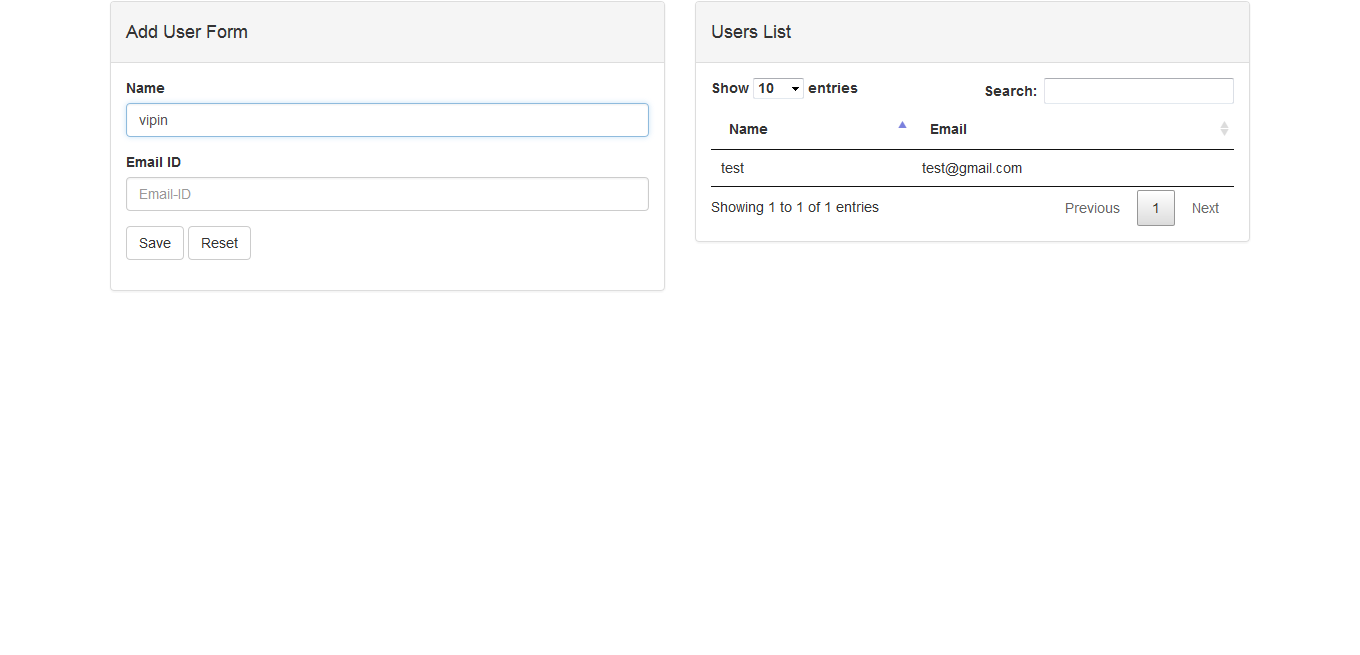 Add User Form
Name
vipin
Email ID
Email-ID
Save Reset
Users List
Show 10 entries Search:
Name Email
test test@gmail.com
Showing 1 to 1 of 1 entries Previous 1 Next